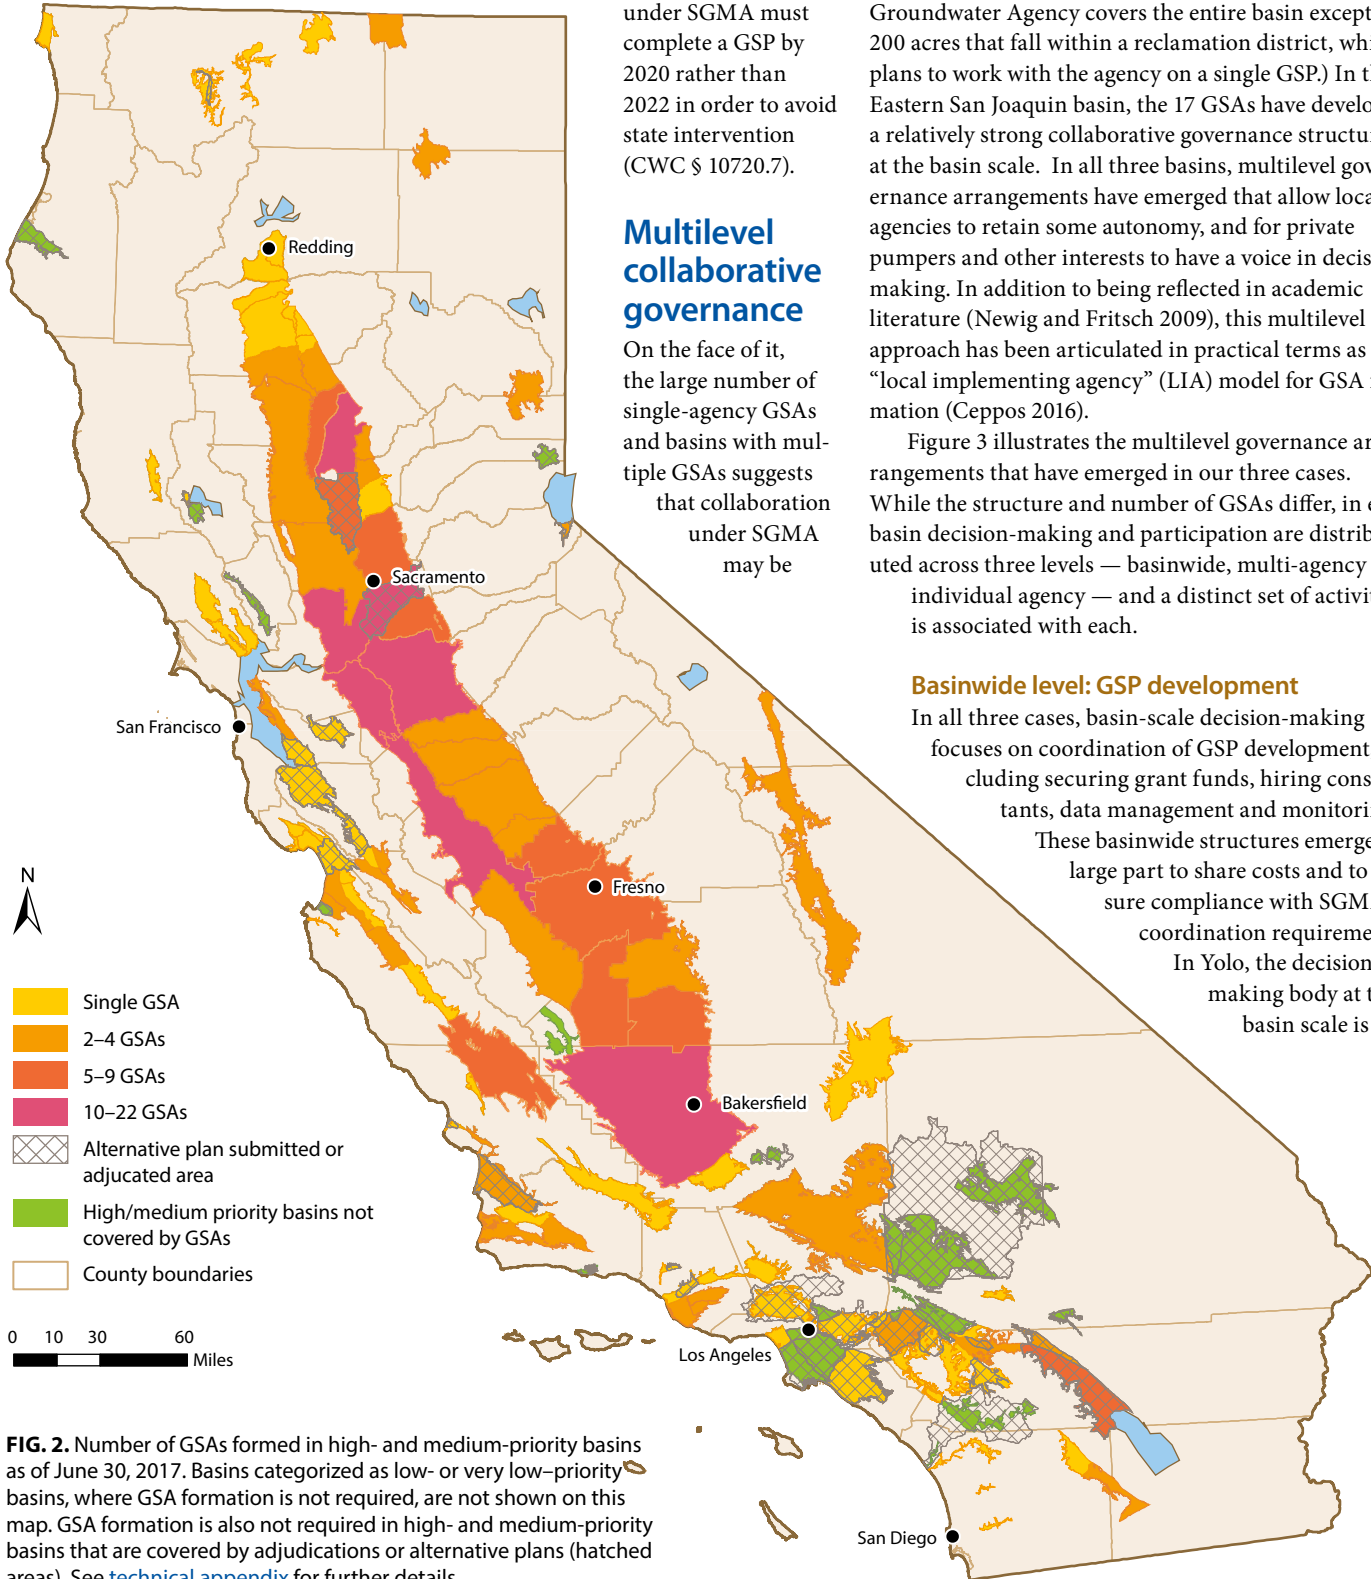 under SGMA must
complete a GSP by
2020 rather than
2022 in order to avoid
state intervention
(CWC § 10720.7).
Multilevel
collaborative
governance
On the face of it,
the large number of
single-agency GSAs
and basins with mul-
tiple GSAs suggests
that collaboration
under SGMA
may be
Groundwater Agency covers the entire basin except
200 acres that fall within a reclamation district,
plans to work with the agency on a single GSP.) In
Eastern San Joaquin basin, the 17 GSAs have
a relatively strong collaborative governance
at the basin scale. In all three basins, multilevel gov
ernance arrangements have emerged that allow
agencies to retain some autonomy, and for private
pumpers and other interests to have a voice in
making. In addition to being reflected in academic
literature (Newig and Fritsch 2009), this multilevel
approach has been articulated in practical terms as
“local implementing agency” (LIA) model for GSA
mation (Ceppos 2016).
Figure 3 illustrates the multilevel governance ar
rangements that have emerged in our three cases.
While the structure and number of GSAs differ, in
basin decision-making and participation are distrib
uted across three levels — basinwide, multi-agency
individual agency — and a distinct set of
is associated with each.
Basinwide level: GSP development
In all three cases, basin-scale decision-making
focuses on coordination of GSP development
cluding securing grant funds, hiring
tants, data management and
These basinwide structures
large part to share costs and to
sure compliance with
coordination
In Yolo, the decision
making body at
basin scale is
Redding
Sacramento
San Francisco
Fresno
Bakersfield
Los Angeles
San Diego
N
Single GSA
2–4 GSAs
5–9 GSAs
10–22 GSAs
Alternative plan submitted or
adjucated area
High/medium priority basins not
covered by GSAs
County boundaries
0 10 30 60
Miles
FIG. 2. Number of GSAs formed in high- and medium-priority basins
as of June 30, 2017. Basins categorized as low- or very low–priority
basins, where GSA formation is not required, are not shown on this
map. GSA formation is also not required in high- and medium-priority
basins that are covered by adjudications or alternative plans (hatched
areas). See technical appendix for further details.